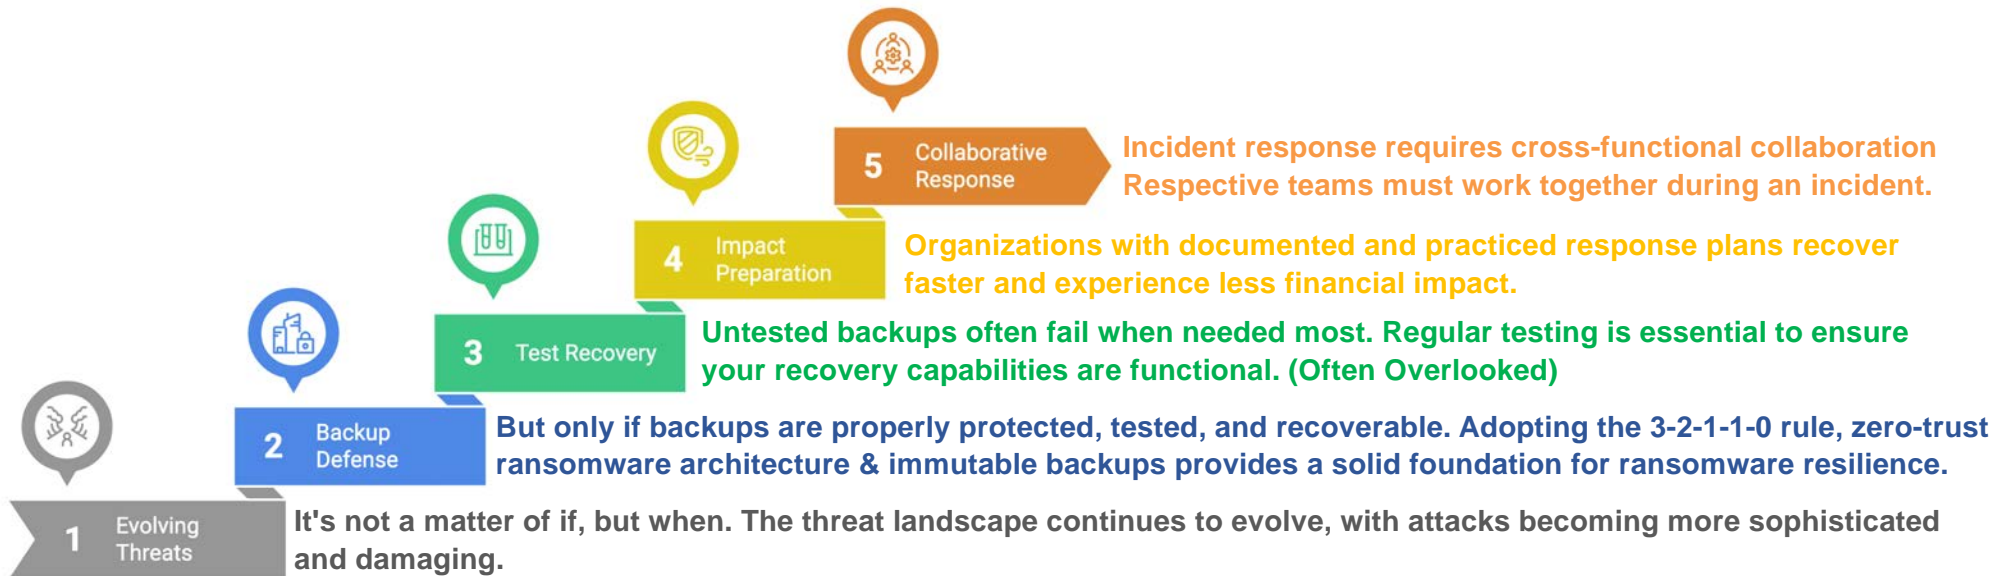 5
Collaborative
Response
Incident response requires cross-functional collaboration
Respective teams must work together during an incident.
4
Impact
Preparation
Organizations with documented and practiced response plans recover
faster and experience less financial impact.
3
Test Recovery
Untested backups often fail when needed most. Regular testing is essential to ensure
your recovery capabilities are functional. (Often Overlooked)
2
Backup
Defense
But only if backups are properly protected, tested, and recoverable. Adopting the 3-2-1-1-0 rule, zero-trust
ransomware architecture & immutable backups provides a solid foundation for ransomware resilience.
1
Evolving
Threats
It's not a matter of if, but when. The threat landscape continues to evolve, with attacks becoming more sophisticated
and damaging.